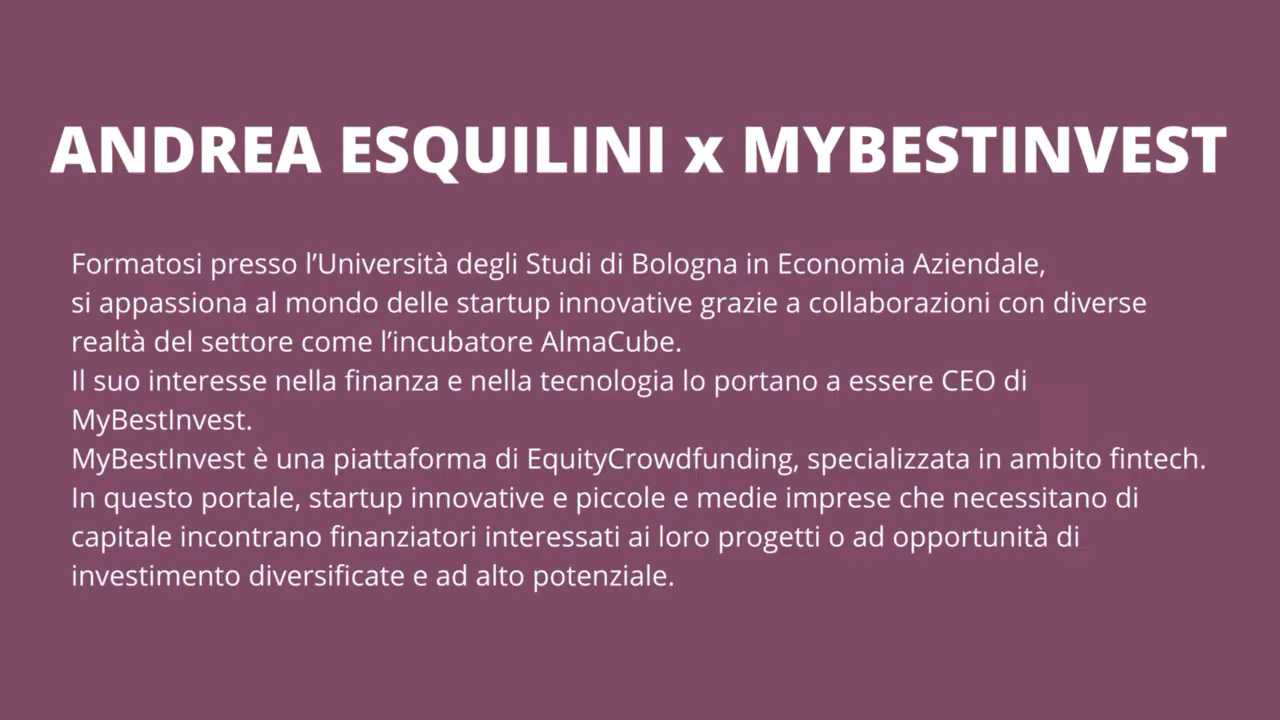 ANDREA ESQUILINI x MYBESTINVEST
Formatosi presso l’Università degli Studi di Bologna in Economia Aziendale,
si appassiona al mondo delle startup innovative grazie a collaborazioni con diverse
realtà del settore come l’incubatore AlmaCube.
Il suo interesse nella finanza e nella tecnologia lo portano a essere CEO di
MyBestInvest.
MyBestInvest è una piattaforma di EquityCrowdfunding, specializzata in ambito fintech.
In questo portale, startup innovative e piccole e medie imprese che necessitano di
capitale incontrano finanziatori interessati ai loro progetti o ad opportunità di
investimento diversificate e ad alto potenziale.